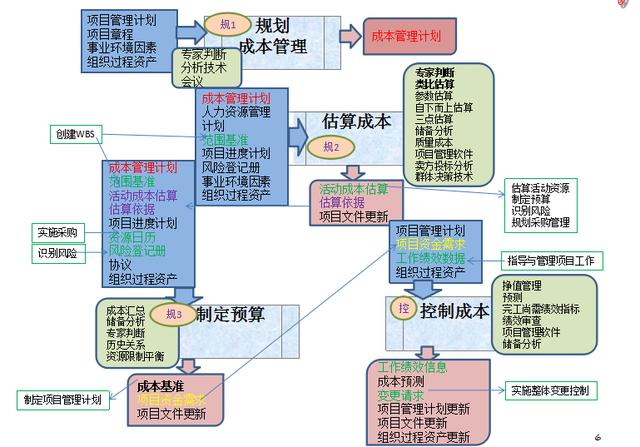 项目管理计划
项目章程
事业环境因素
组织过程资产
规1
规划
成本管理
成本管理计划
专家判断
分析技术
会议
成本管理计划
人力资源管理
计划
范围基准
项目进度计划
风险登记册
事业环境因素
组织过程资产
估算成本
规2
专家判断
类比估算
参数估算
自下而上估算
三点估算
储备分析
质量成本
项目管理软件
卖方投标分析
群体决策技术
创建WBS
成本管理计划
范围基准
活动成本估算
估算依据
项目进度计划
资源日历
风险登记册
协议
组织过程资产
活动成本估算
估算依据
项目文件更新
估算活动资源
制定预算
识别风险
规划采购管理
实施采购
识别风险
项目管理计划
项目资金需求
工作绩效数据
组织过程资产
指导与管理项目工作
成本汇总
储备分析
专家判断
历史关系
资源限制平衡
规3
制定预算
控
控制成本
挣值管理
预测
完工尚需绩效指标
绩效审查
项目管理软件
储备分析
制定项目管理计划
成本基准
项目资金需求
项目文件更新
工作绩效信息
成本预测
变更请求
项目管理计划更新
项目文件更新
组织过程资产更新
实施整体变更控制
6